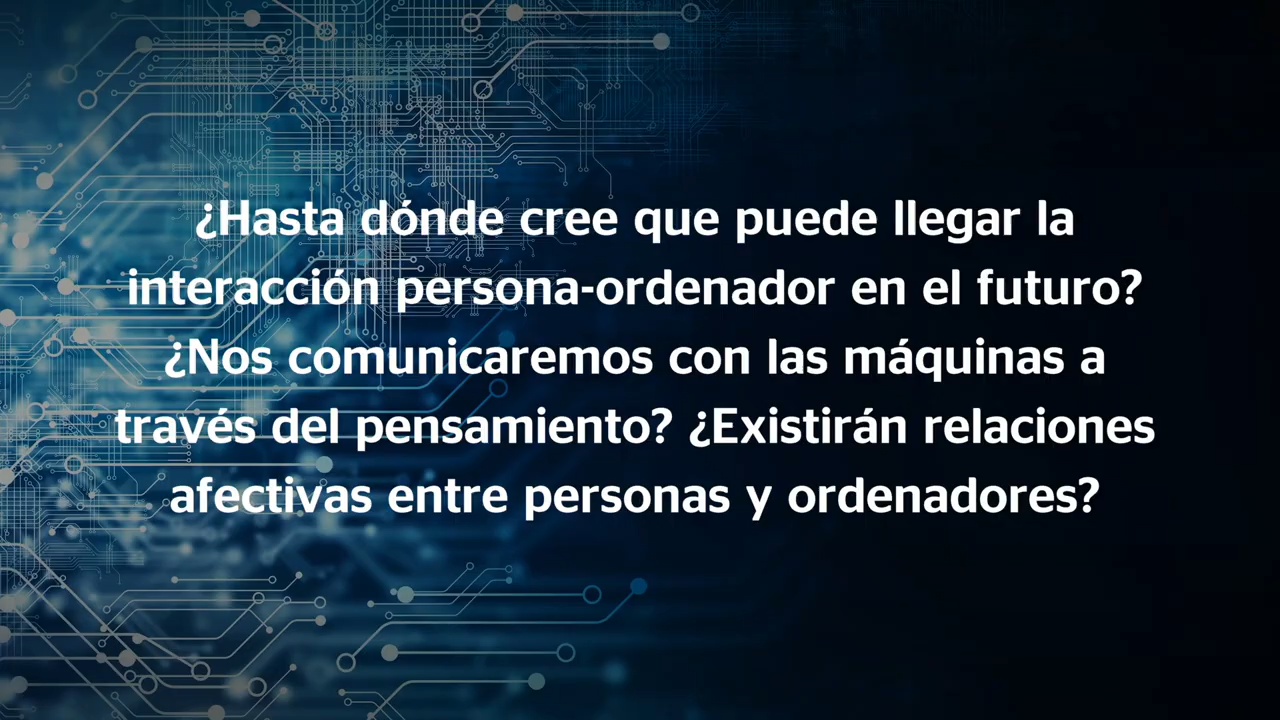 ¿Hasta dónde cree que puede llegar la
interacción persona-ordenador en el futuro?
¿Nos comunicaremos con las máquinas a
través del pensamiento? ¿Existirán relaciones
afectivas entre personas y ordenadores?